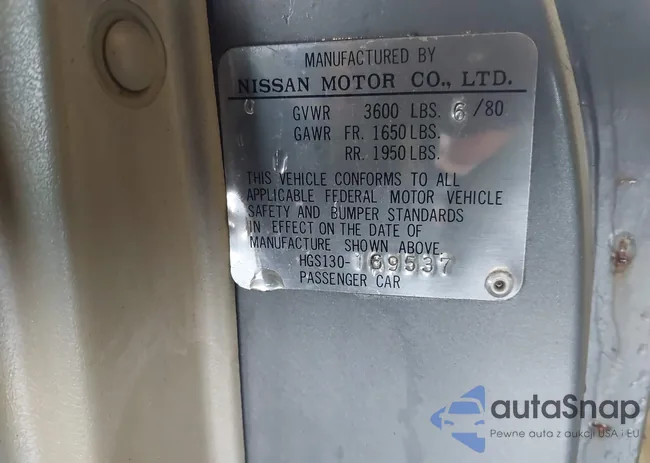 MANUFACTURED BY
NISSAN MOTOR CO., LTD.
GVWR 3600 LBS. 6/80
GAWR FR. 1650 LBS.
RR. 1950 LBS.
THIS VEHICLE CONFORMS TO ALL
APPLICABLE FEDERAL MOTOR VEHICLE
SAFETY AND BUMPER STANDARDS
IN EFFECT ON THE DATE OF
MANUFACTURE SHOWN ABOVE
HGS130-169537
PASSENGER CAR
autaSnap
Pewne auta z aukcji USA i EU